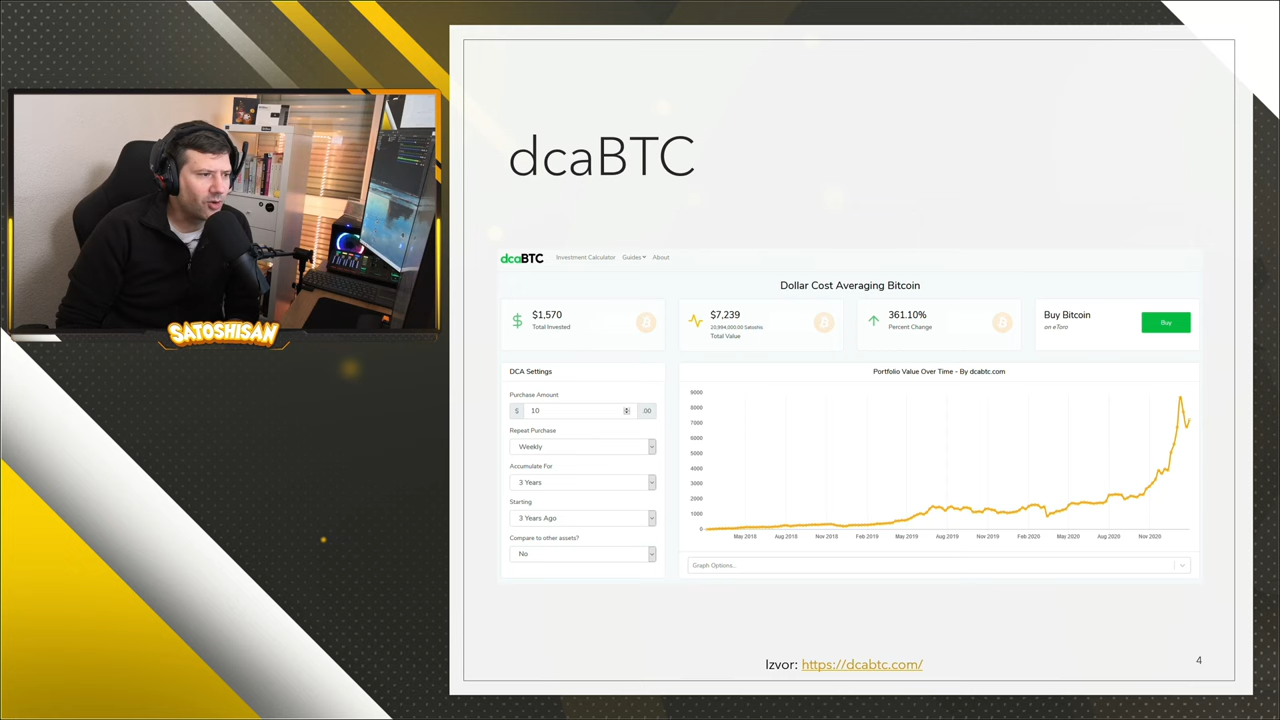 SATOSHISAN
dcaBTC
dcaBTC Investment Calculator Guides About
Dollar Cost Averaging Bitcoin
$1,570
Total Invested
$7,239
20,994,000.00 Satoshis
Total Value
361.10%
Percent Change
Buy Bitcoin
on eToro
Buy
DCA Settings
Purchase Amount
$ 10 .00
Repeat Purchase
Weekly
Accumulate For
3 Years
Starting
3 Years Ago
Compare to other assets?
No
Portfolio Value Over Time - By dcabtc.com
9000
8000
7000
6000
5000
4000
3000
2000
1000
0
May 2018 Aug 2018 Nov 2018 Feb 2019 May 2019 Aug 2019 Nov 2019 Feb 2020 May 2020 Aug 2020 Nov 2020
Graph Options...
Izvor: https://dcabtc.com/
4